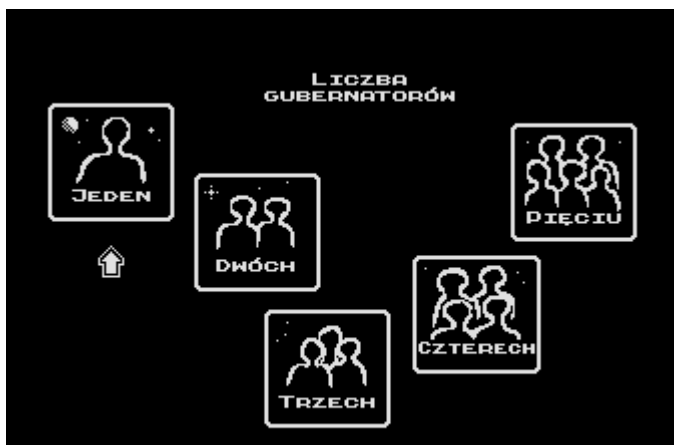 Liczba
gubernatorów
Jeden
Dwóch
Trzech
Czterech
Pięciu